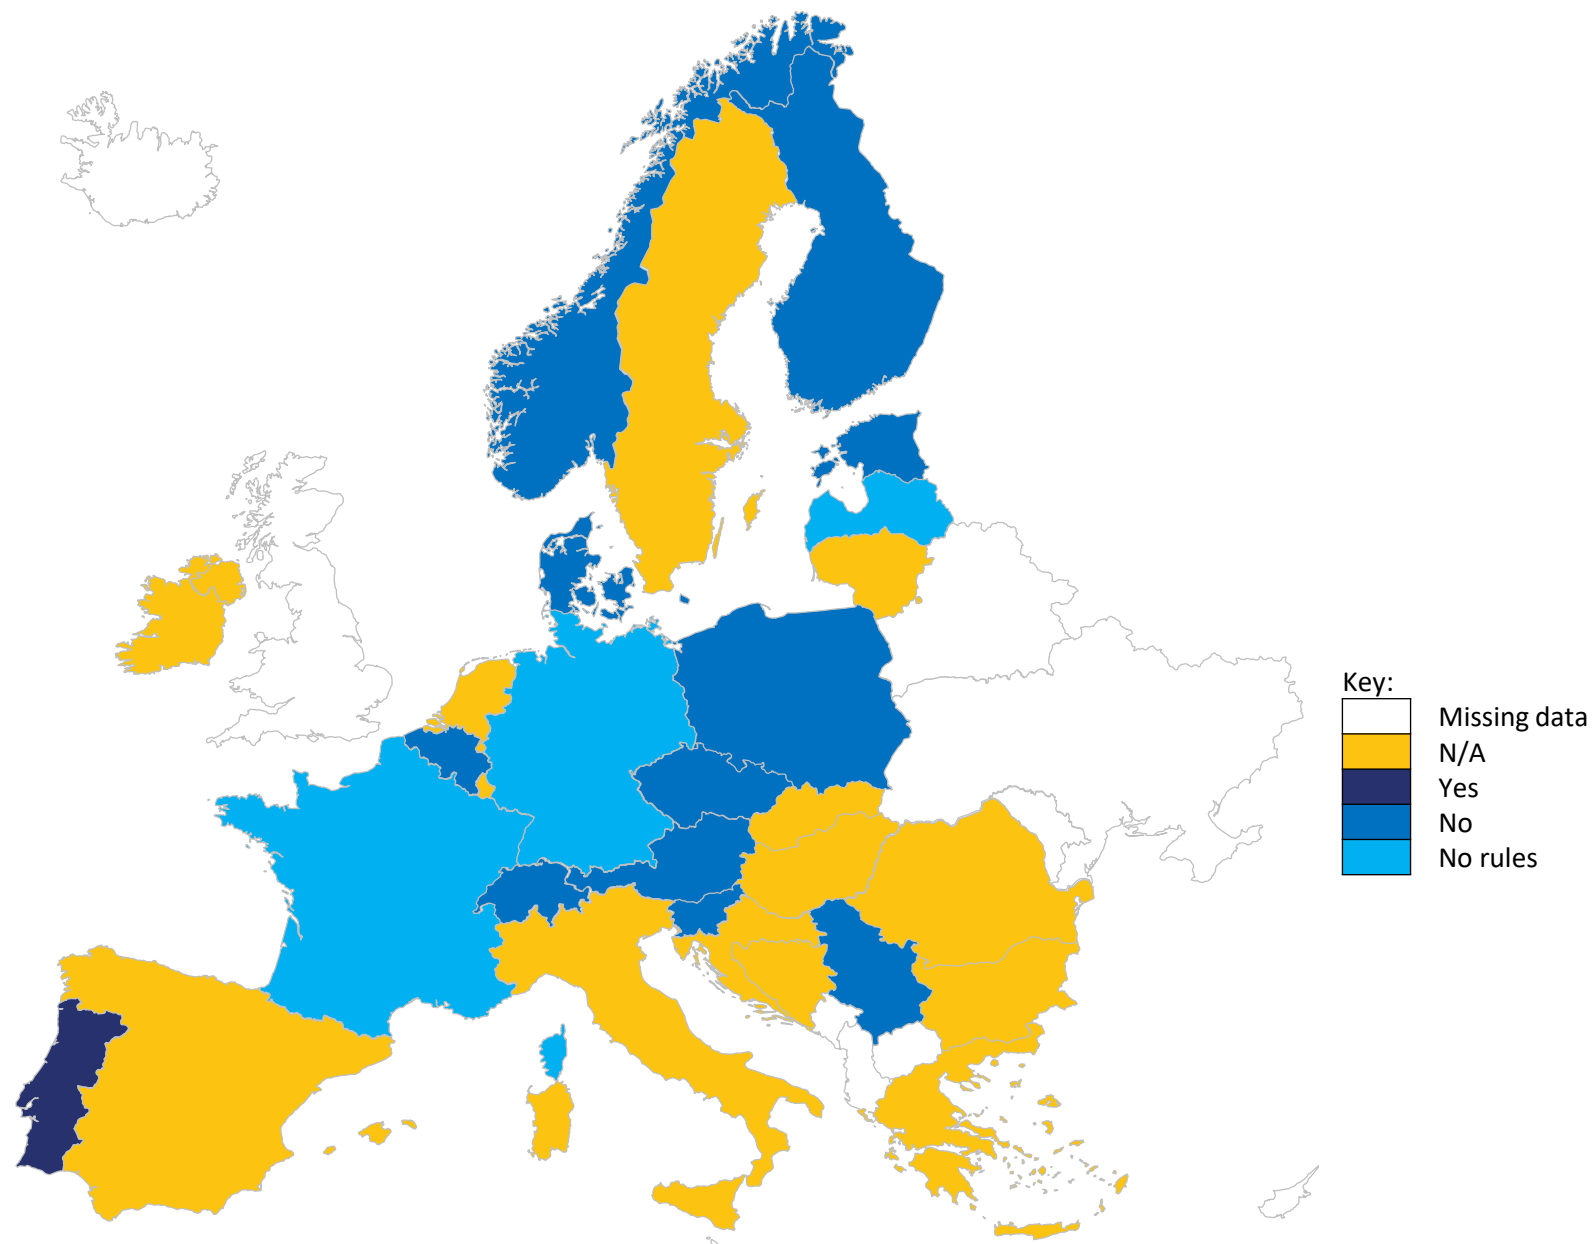 Key:
Missing data
N/A
Yes
No
No rules